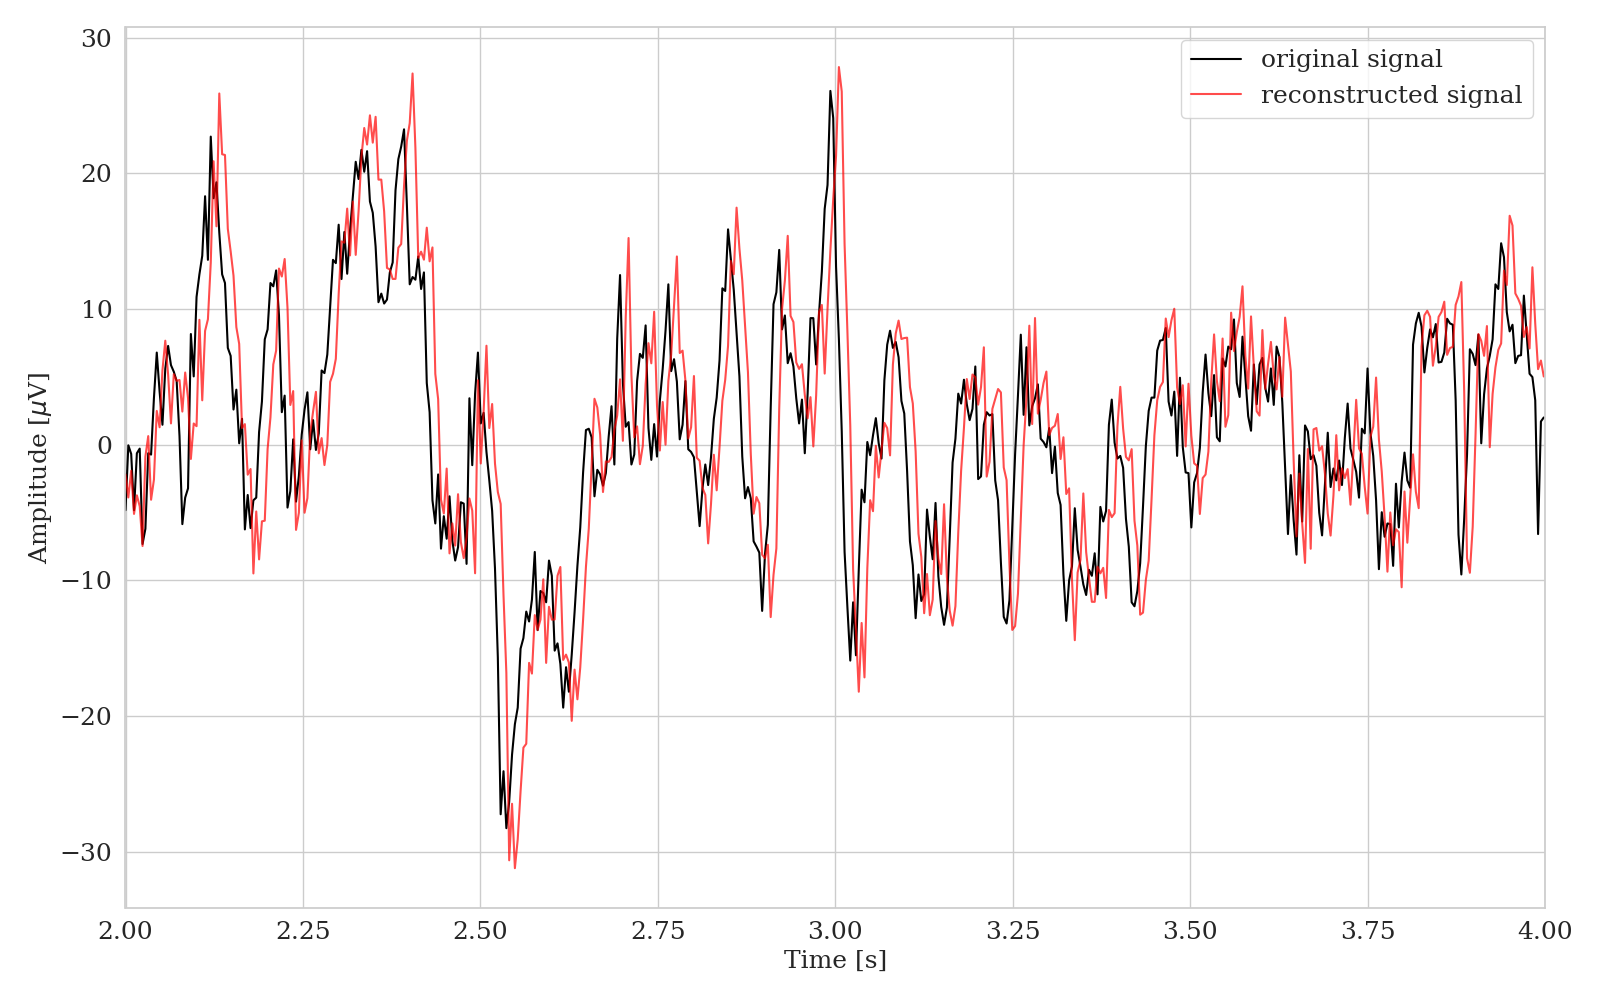 30
20
10
0
−10
−20
−30
Amplitude [μV]
original signal
reconstructed signal
2.00 2.25 2.50 2.75 3.00 3.25 3.50 3.75 4.00
Time [s]